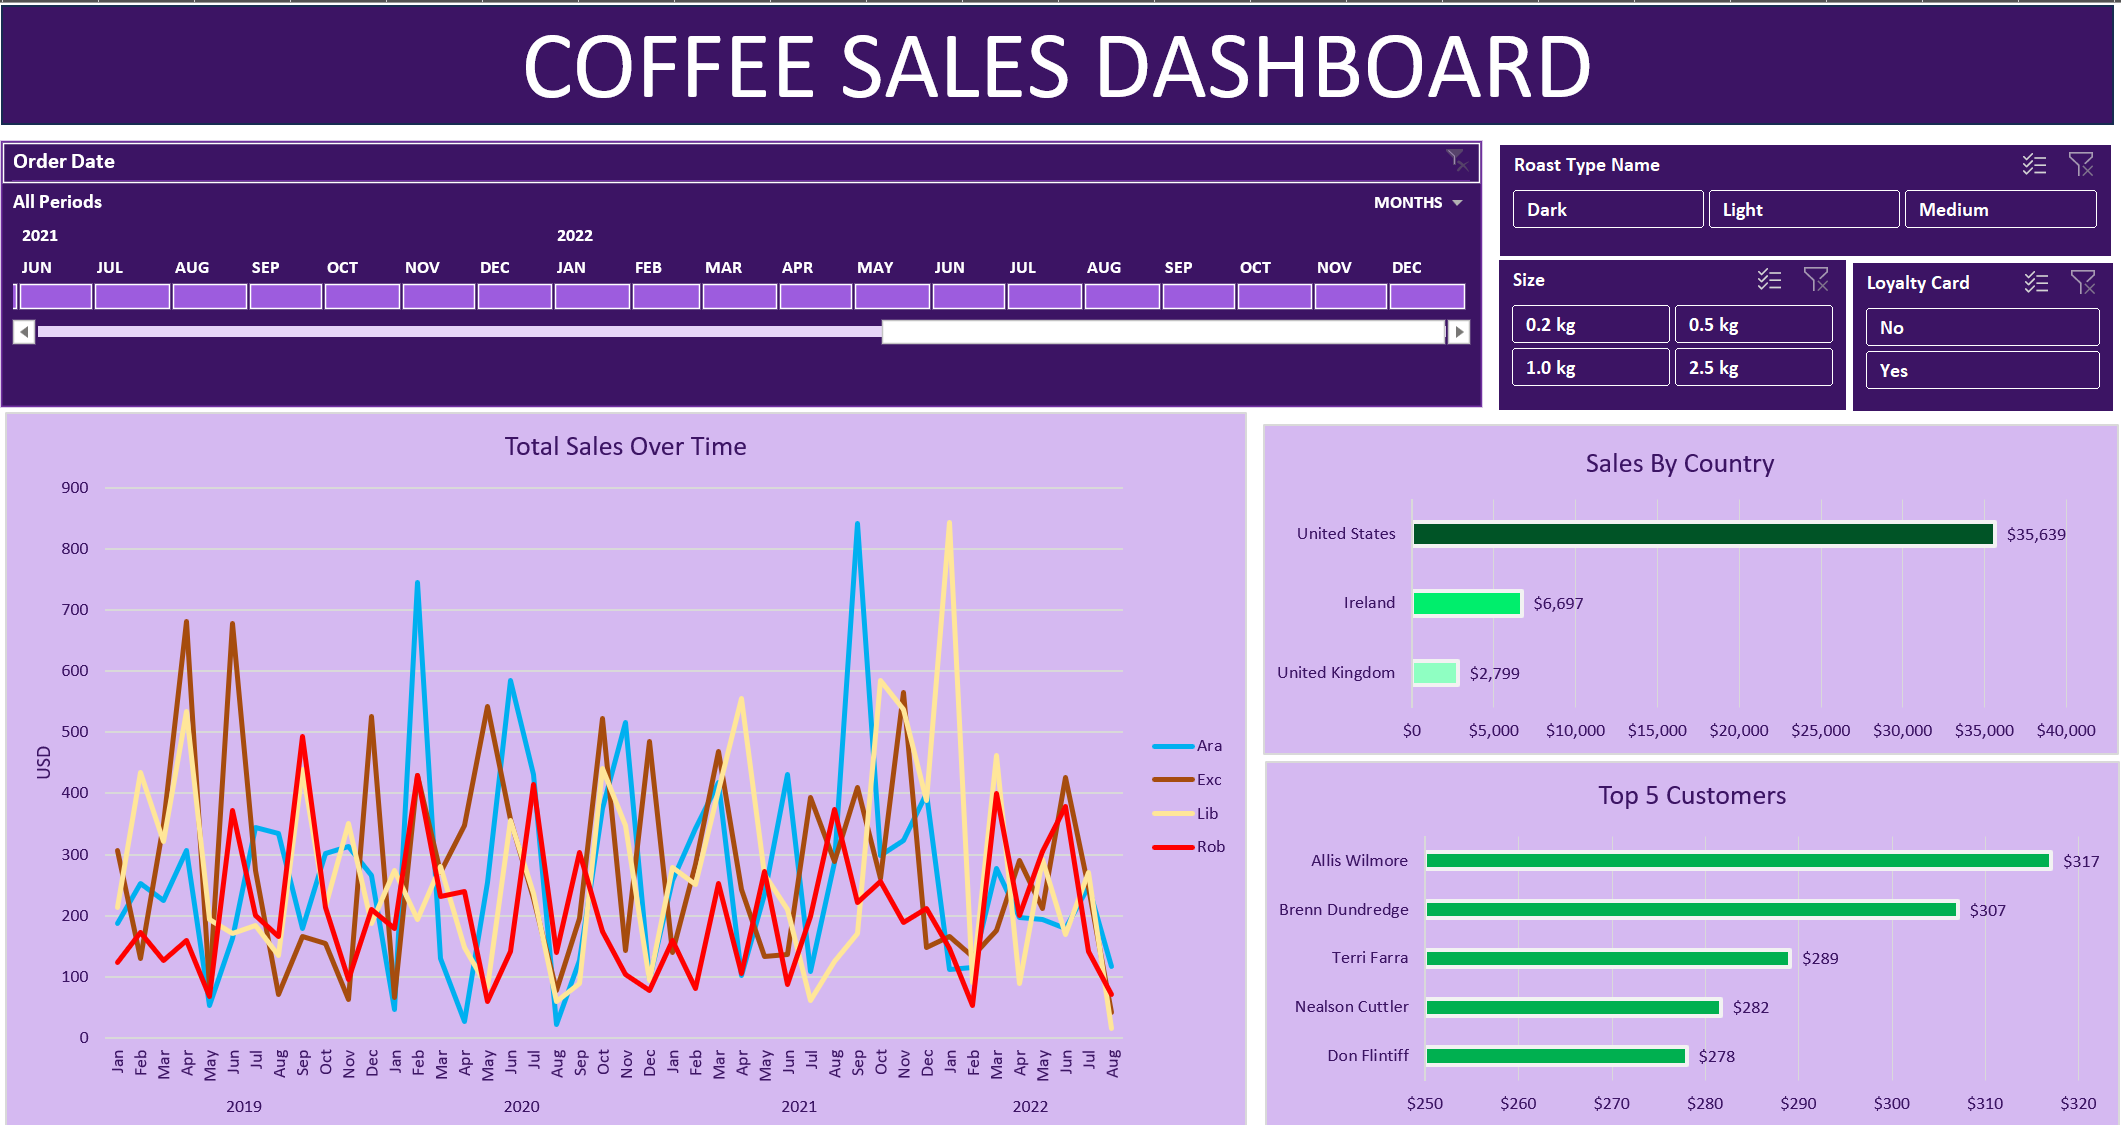 COFFEE SALES DASHBOARD
Order Date
All Periods
MONTHS
2021 2022
JUN JUL AUG SEP OCT NOV DEC JAN FEB MAR APR MAY JUN JUL AUG SEP OCT NOV DEC
Roast Type Name
Dark Light Medium
Size
0.2 kg 0.5 kg
1.0 kg 2.5 kg
Loyalty Card
No
Yes
Total Sales Over Time
900
800
700
600
500
400
300
200
100
0
USD
Jan Feb Mar Apr May Jun Jul Aug Sep Oct Nov Dec Jan Feb Mar Apr May Jun Jul Aug Sep Oct Nov Dec Jan Feb Mar Apr May Jun Jul Aug Sep Oct Nov Dec Jan Feb Mar Apr May Jun Jul Aug
2019 2020 2021 2022
Ara
Exc
Lib
Rob
Sales By Country
United States $35,639
Ireland $6,697
United Kingdom $2,799
$0 $5,000 $10,000 $15,000 $20,000 $25,000 $30,000 $35,000 $40,000
Top 5 Customers
Allis Wilmore $317
Brenn Dundredge $307
Terri Farra $289
Nealson Cuttler $282
Don Flintiff $278
$250 $260 $270 $280 $290 $300 $310 $320